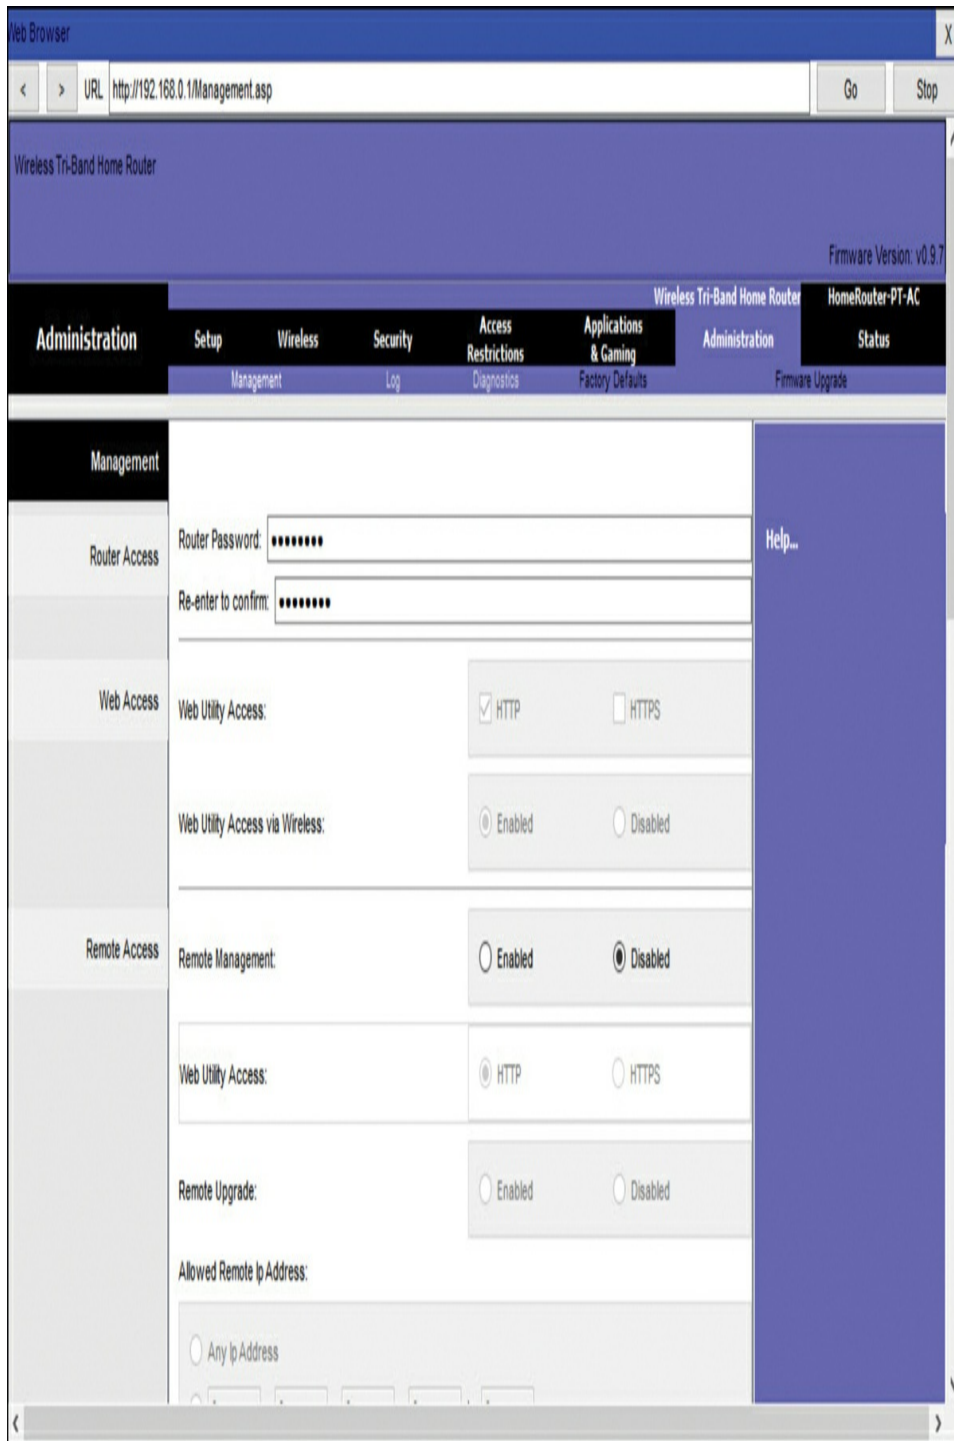 Web Browser
X
< > URL http://192.168.0.1/Management.asp Go Stop
Wireless Tri-Band Home Router
Firmware Version: v0.9.7
Wireless Tri-Band Home Router HomeRouter-PT-AC
Administration Setup Wireless Security Access Restrictions Applications & Gaming Administration Status
Management Log Diagnostics Factory Defaults Firmware Upgrade
Management
Router Access
Router Password: ••••••••
Help...
Re-enter to confirm: ••••••••
Web Access
Web Utility Access: HTTP HTTPS
Web Utility Access via Wireless: Enabled Disabled
Remote Access
Remote Management: Enabled Disabled
Web Utility Access: HTTP HTTPS
Remote Upgrade: Enabled Disabled
Allowed Remote Ip Address:
Any Ip Address